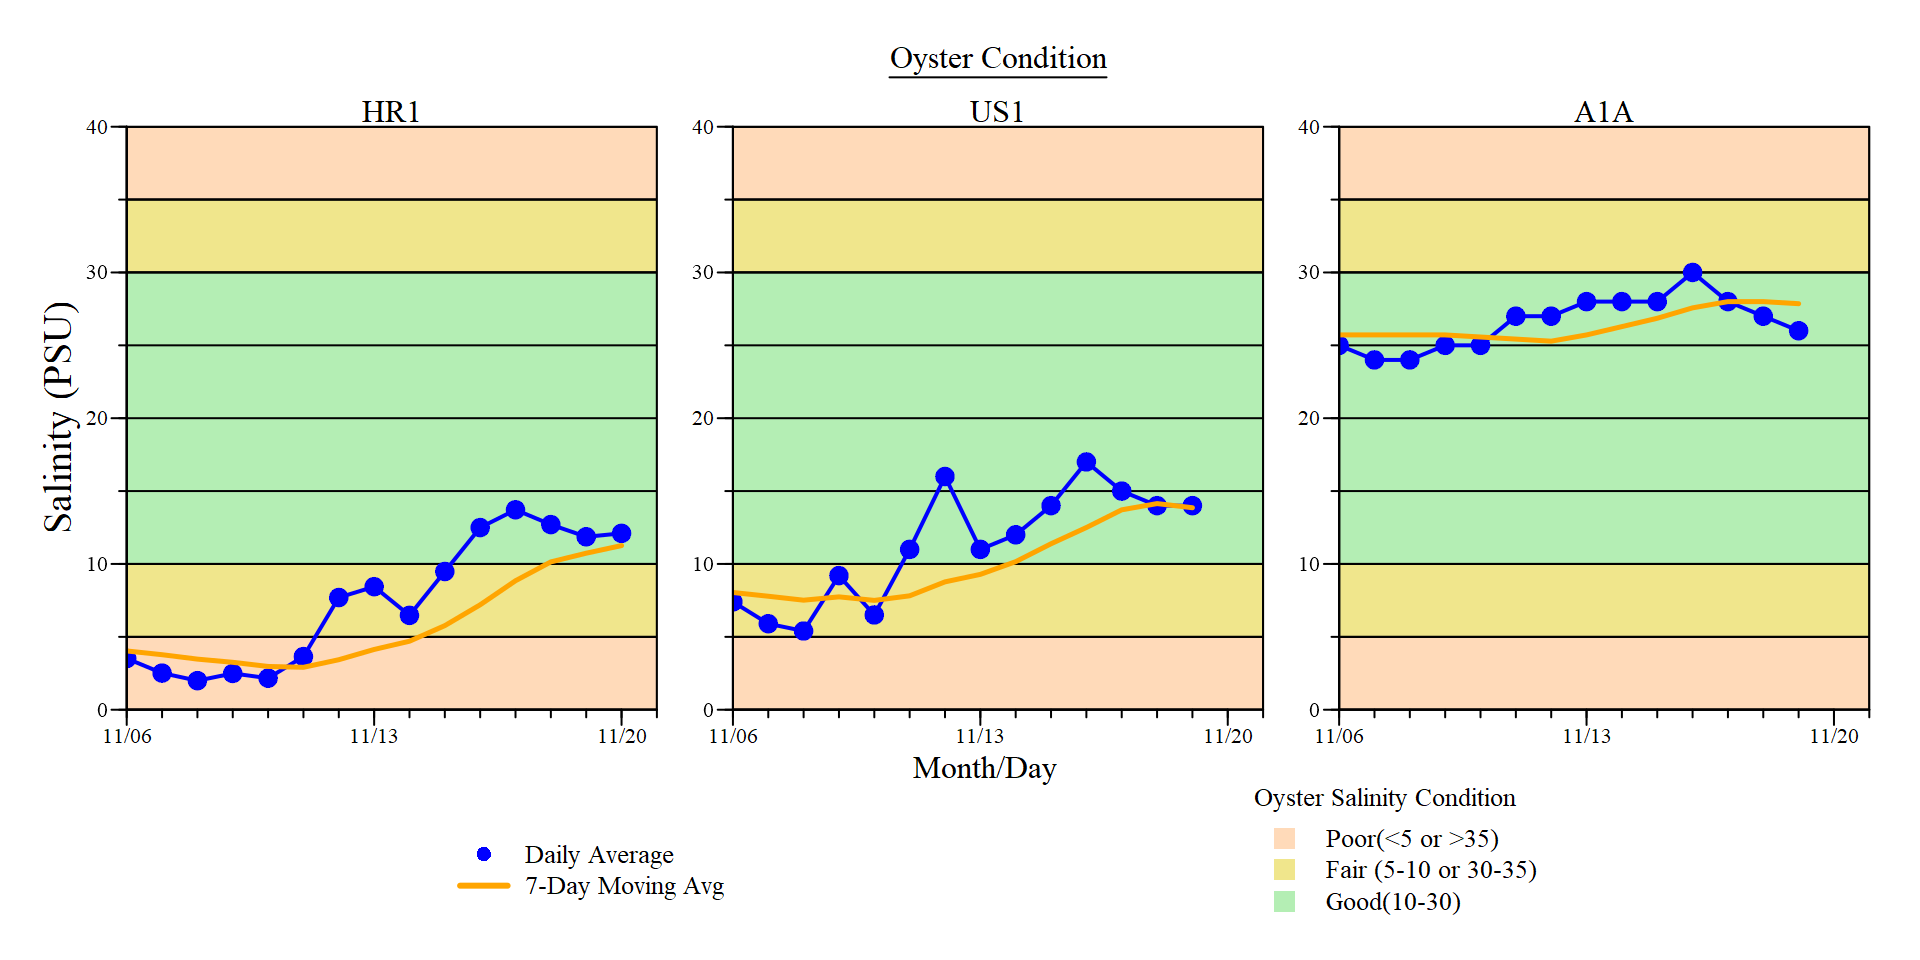 Oyster Condition
HR1 US1 A1A
40 40 40
30 30 30
20 20 20
10 10 10
0 0 0
Salinity (PSU)
11/06 11/13 11/20 11/06 11/13 11/20 11/06 11/13 11/20
Month/Day
Daily Average
7-Day Moving Avg
Oyster Salinity Condition
Poor(<5 or >35)
Fair (5-10 or 30-35)
Good(10-30)